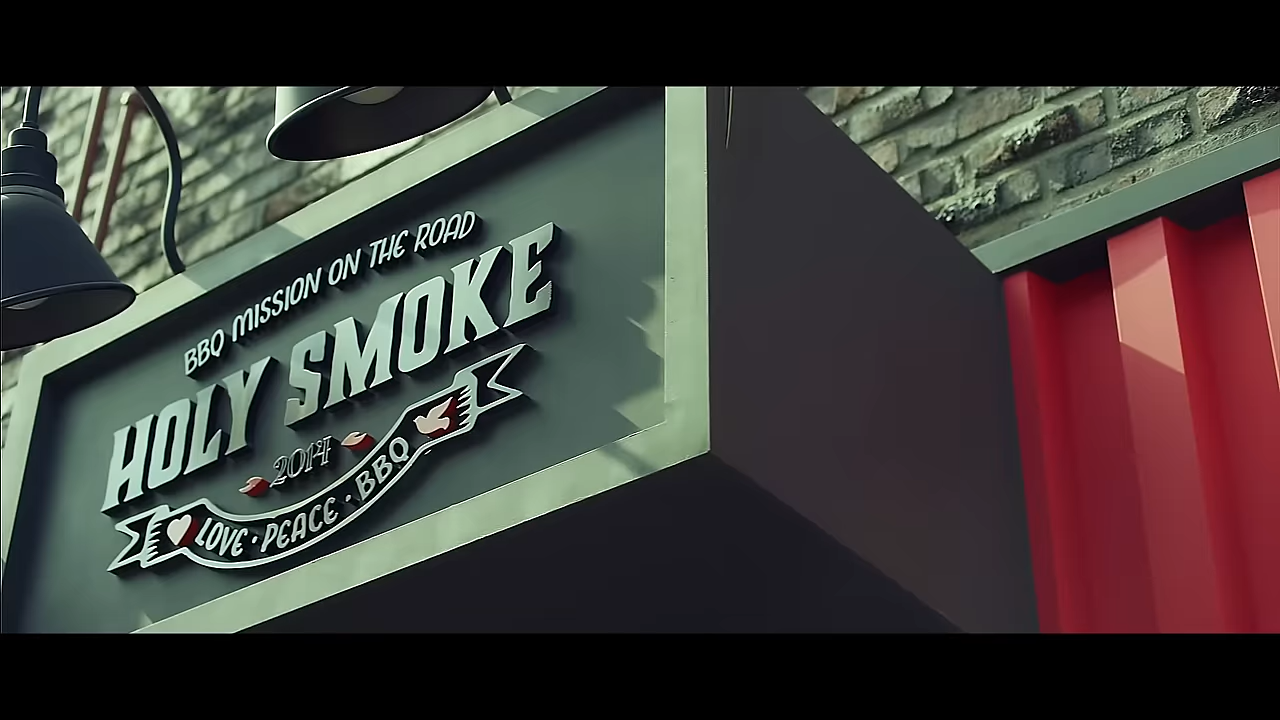 BBQ MISSION ON THE ROAD
HOLY SMOKE
2014
LOVE · PEACE · BBQ